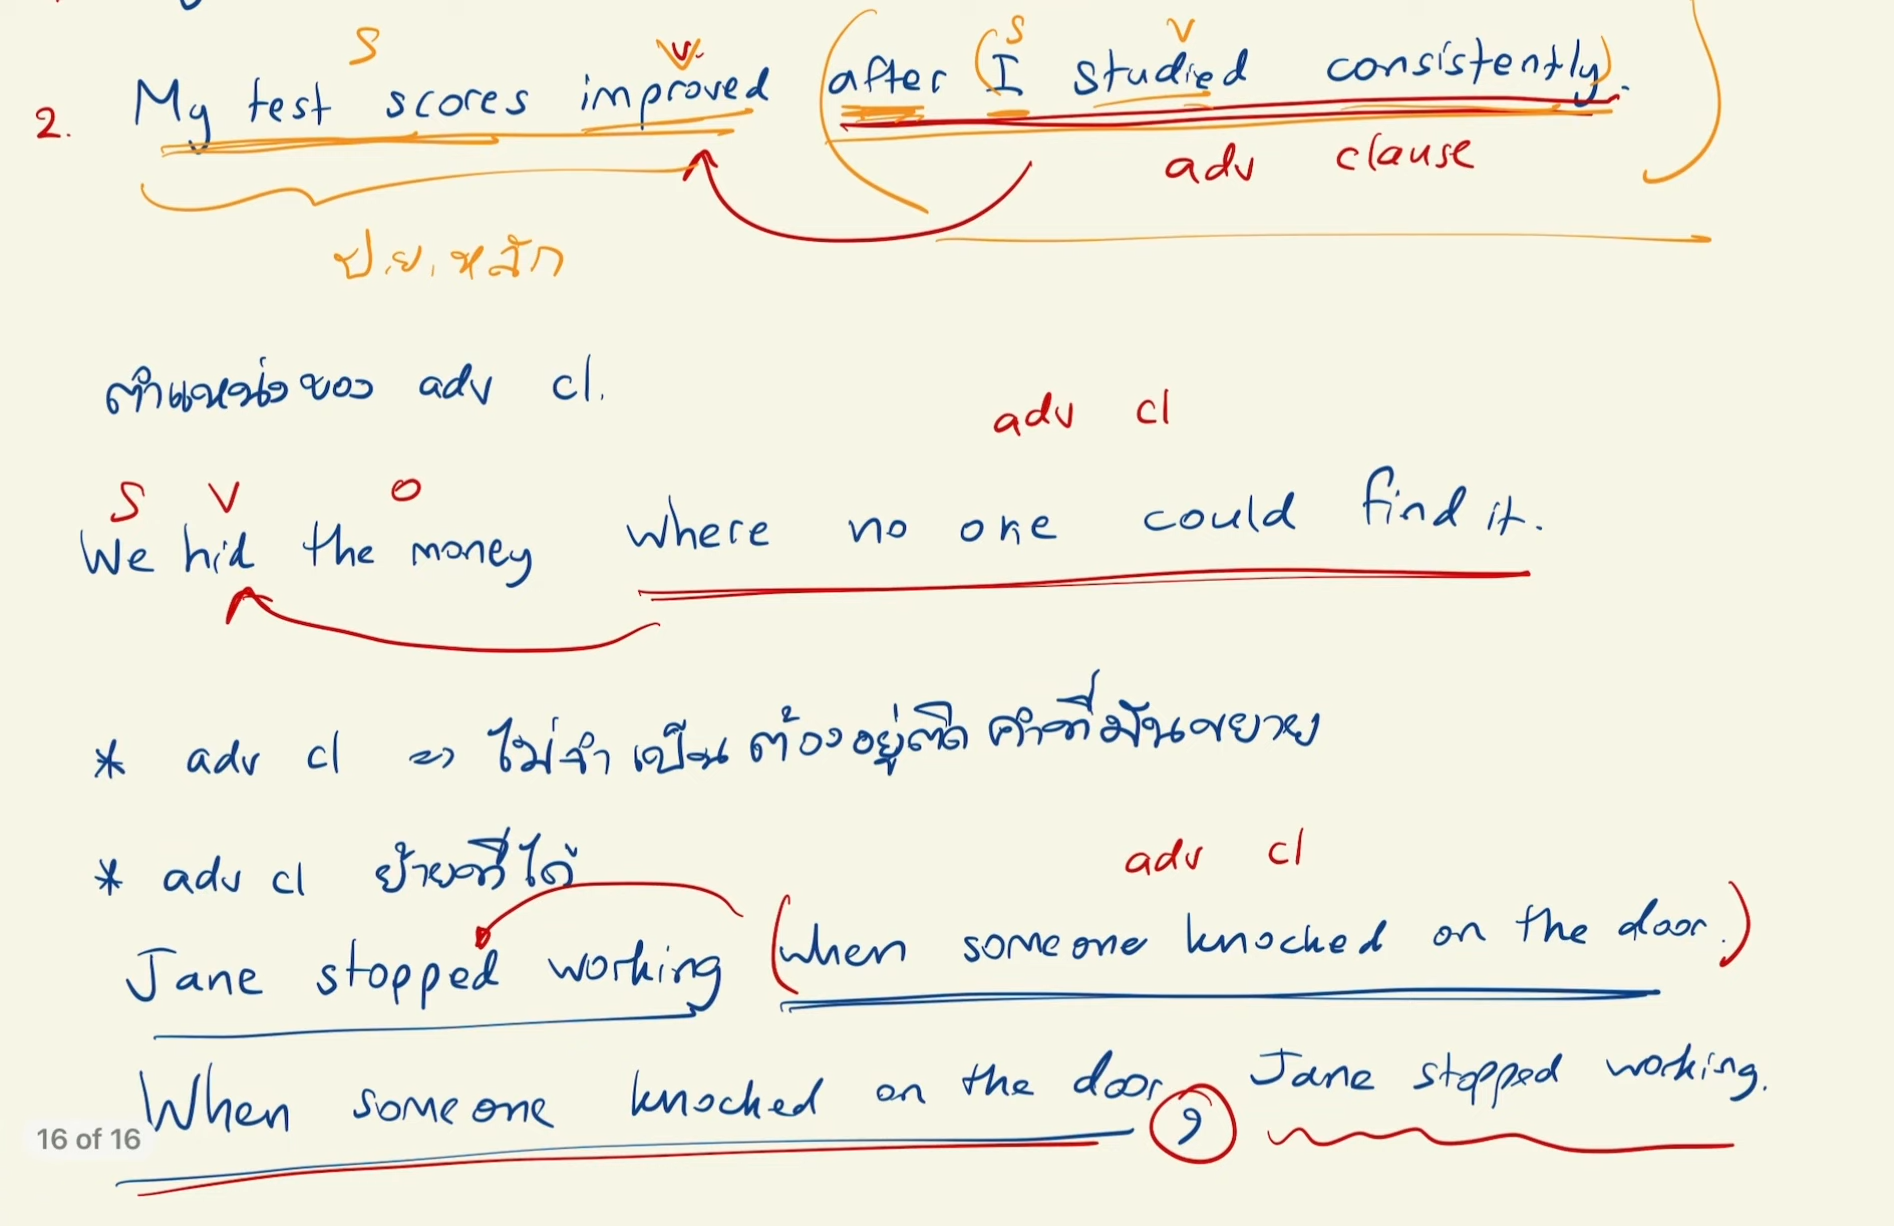 S V. S V
2. My test scores improved (after (I studied consistently).
adv clause
ป.ย.หลัก
ตำแหน่งของ adv cl.
adv cl
S V O
We hid the money where no one could find it.
* adv cl => ไม่จำเป็นต้องอยู่ติดคำที่มันขยาย
* adv cl ย้ายที่ได้
adv cl
Jane stopped working (when someone knocked on the door.)
When someone knocked on the door , Jane stopped working.
16 of 16